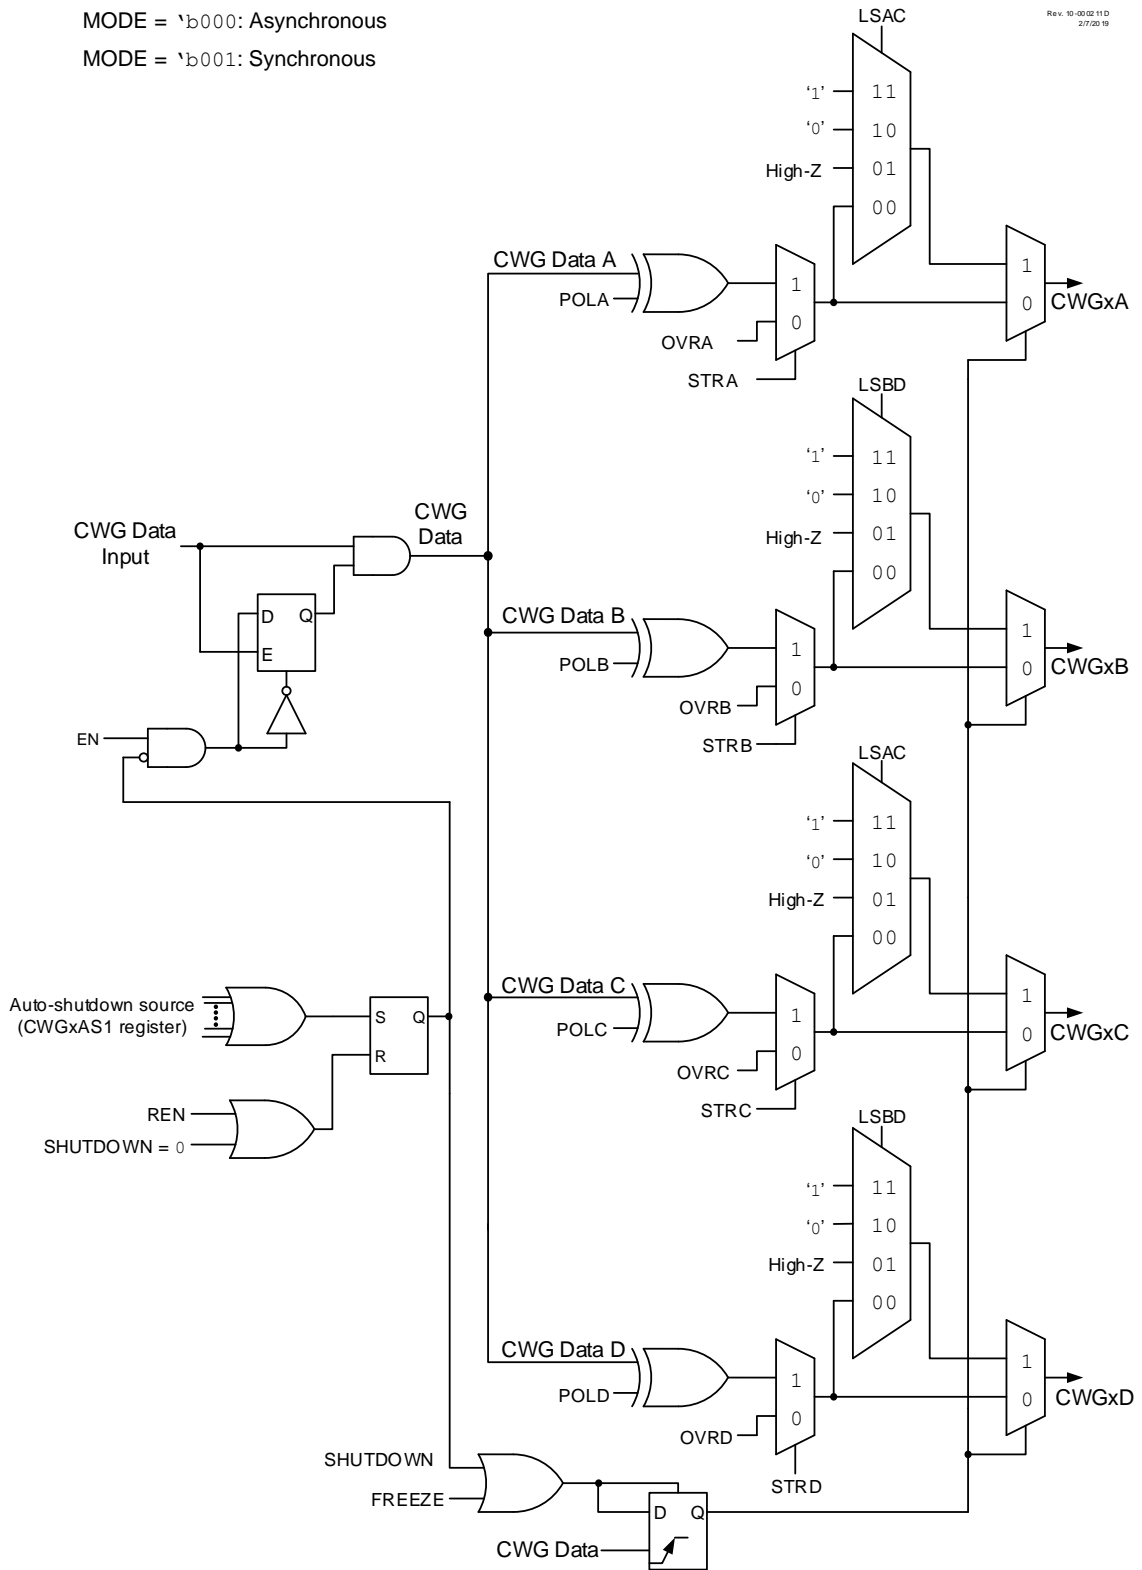 MODE = 'b000: Asynchronous
MODE = 'b001: Synchronous
Rev. 10-000211D
2/7/2019
LSAC
'1'
11
'0'
10
High-Z
01
00
CWG Data A
POLA
1
0
OVRA
STRA
1
0
CWGxA
LSBD
'1'
11
'0'
10
High-Z
01
00
CWG Data
Input
CWG
Data
D
Q
E
EN
CWG Data B
POLB
1
0
OVRB
STRB
1
0
CWGxB
LSAC
'1'
11
'0'
10
High-Z
01
00
Auto-shutdown source
(CWGxAS1 register)
S
Q
R
REN
SHUTDOWN = 0
CWG Data C
POLC
1
0
OVRC
STRC
1
0
CWGxC
LSBD
'1'
11
'0'
10
High-Z
01
00
CWG Data D
POLD
1
0
OVRD
STRD
1
0
CWGxD
SHUTDOWN
FREEZE
D
Q
CWG Data